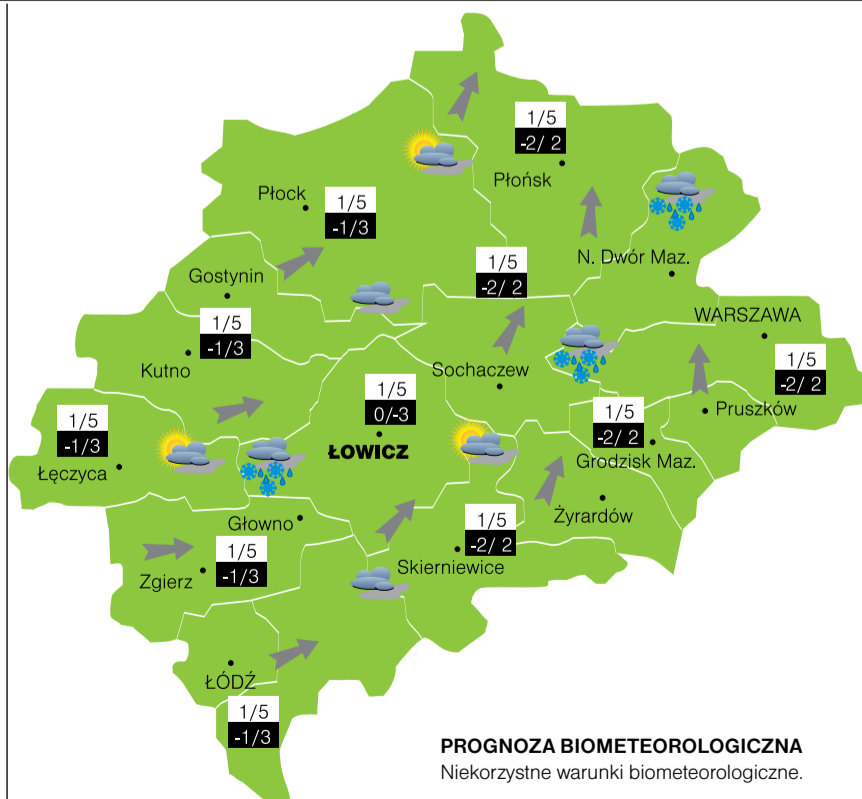 1/5
-2/ 2
Płońsk
Płock
1/5
-1/3
N. Dwór Maz.
1/5
-2/ 2
Gostynin
1/5
-1/3
Kutno
WARSZAWA
1/5
-2/ 2
Sochaczew
1/5
0/-3
ŁOWICZ
Pruszków
1/5
-2/ 2
Grodzisk Maz.
1/5
-1/3
Łęczyca
Żyrardów
Głowno
1/5
-2/ 2
Skierniewice
1/5
-1/3
Zgierz
ŁÓDŹ
1/5
-1/3
PROGNOZA BIOMETEOROLOGICZNA
Niekorzystne warunki biometeorologiczne.